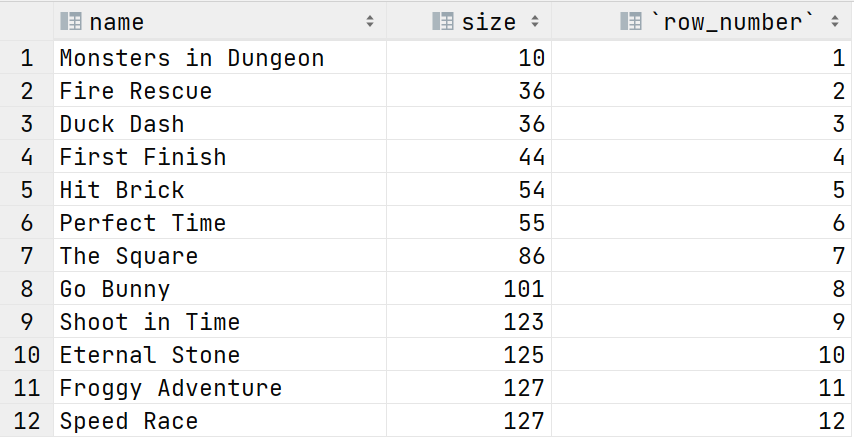 name size `row_number`
1 Monsters in Dungeon 10 1
2 Fire Rescue 36 2
3 Duck Dash 36 3
4 First Finish 44 4
5 Hit Brick 54 5
6 Perfect Time 55 6
7 The Square 86 7
8 Go Bunny 101 8
9 Shoot in Time 123 9
10 Eternal Stone 125 10
11 Froggy Adventure 127 11
12 Speed Race 127 12